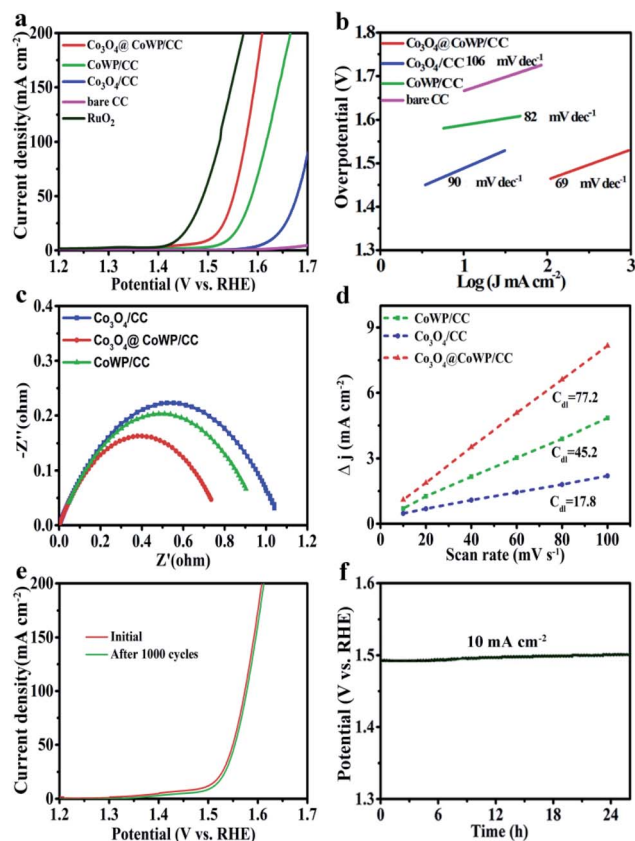 a
Current density(mA cm-2)
200
150
100
50
0
Co3O4@ CoWP/CC
CoWP/CC
Co3O4/CC
bare CC
RuO2
1.2 1.3 1.4 1.5 1.6 1.7
Potential (V vs. RHE)
b
Overpotential (V)
1.8
1.7
1.6
1.5
1.4
1.3
Co3O4@CoWP/CC
Co3O4/CC 106 mV dec-1
CoWP/CC
bare CC
82 mV dec-1
90 mV dec-1
69 mV dec-1
0 1 2 3
Log (J mA cm-2)
c
-Z''(ohm)
0.4
0.3
0.2
0.1
0.0
Co3O4/CC
Co3O4@ CoWP/CC
CoWP/CC
0.0 0.2 0.4 0.6 0.8 1.0 1.2
Z'(ohm)
d
Δ j (mA cm-2)
9
6
3
0
CoWP/CC
Co3O4/CC
Co3O4@CoWP/CC
Cdl=77.2
Cdl=45.2
Cdl=17.8
20 40 60 80 100
Scan rate (mV s-1)
e
Current density(mA cm-2)
200
150
100
50
0
Initial
After 1000 cycles
1.2 1.3 1.4 1.5 1.6 1.7
Potential (V vs. RHE)
f
Potential (V vs. RHE)
1.6
1.5
1.4
1.3
10 mA cm-2
0 6 12 18 24
Time (h)